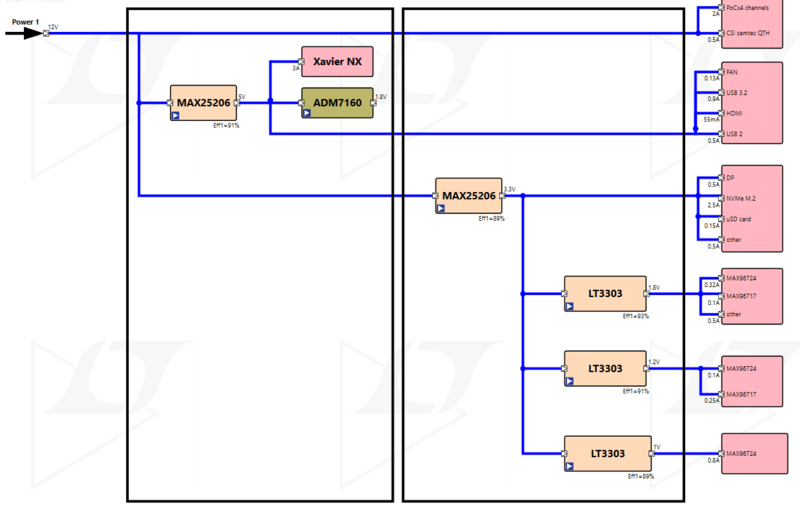 Power 1
12V
PoCx4 channels
2A
CSI samtec QTH
0.5A
Xavier NX
3A
MAX25206
5V
Eff1=91%
ADM7160
1.8V
FAN
0.13A
USB 3.2
0.9A
HDMI
55mA
USB 2
0.5A
MAX25206
3.3V
Eff1=89%
DP
0.5A
NVMe M.2
2.5A
uSD card
0.15A
other
0.5A
LT3303
1.8V
Eff1=93%
MAX96724
0.32A
MAX96717
0.1A
other
0.5A
LT3303
1.2V
Eff1=91%
MAX96724
0.1A
MAX96717
0.25A
LT3303
1V
Eff1=89%
MAX96724
0.8A